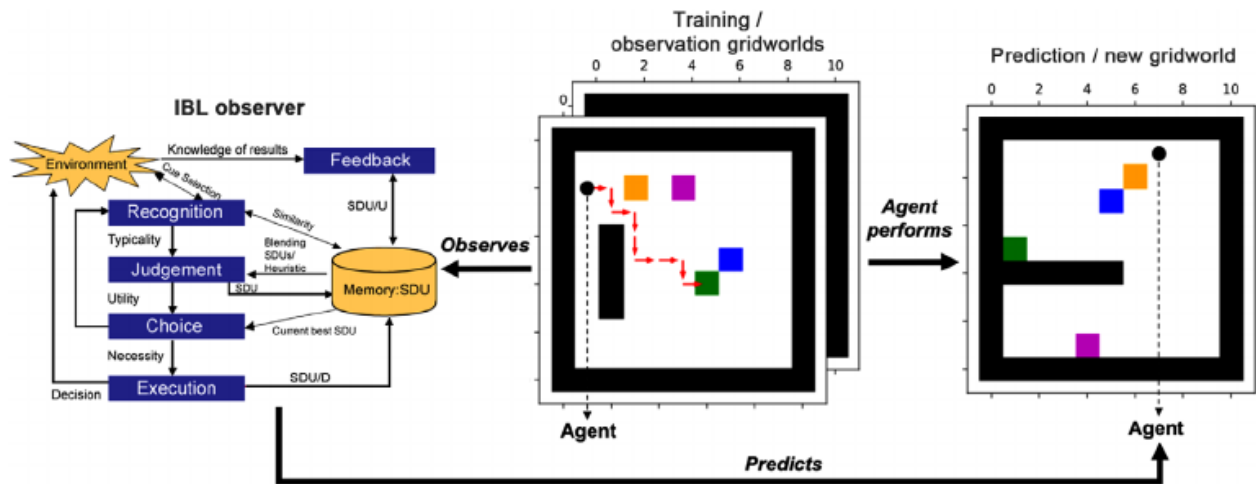 Training /
observation gridworlds
0 2 4 6 8 10
0
Prediction / new gridworld
0 2 4 6 8 10
IBL observer
Environment
Knowledge of results
Feedback
Cue Selection
Recognition
SDU/U
Similarity
Typicality
Blending
SDUs/
Heuristic
Judgement
SDU
Memory:SDU
Utility
Choice
Current best SDU
Necessity
Decision
Execution
SDU/D
Observes
Agent
performs
Agent
Agent
Predicts